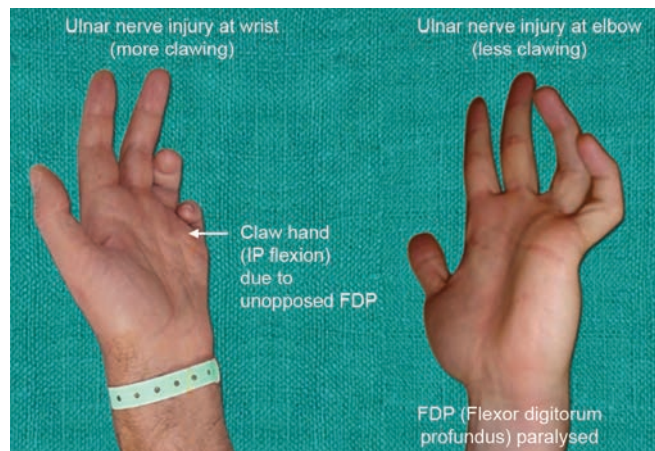 Ulnar nerve injury at wrist
(more clawing)
Ulnar nerve injury at elbow
(less clawing)
Claw hand
(IP flexion)
due to
unopposed FDP
FDP (Flexor digitorum
profundus) paralysed